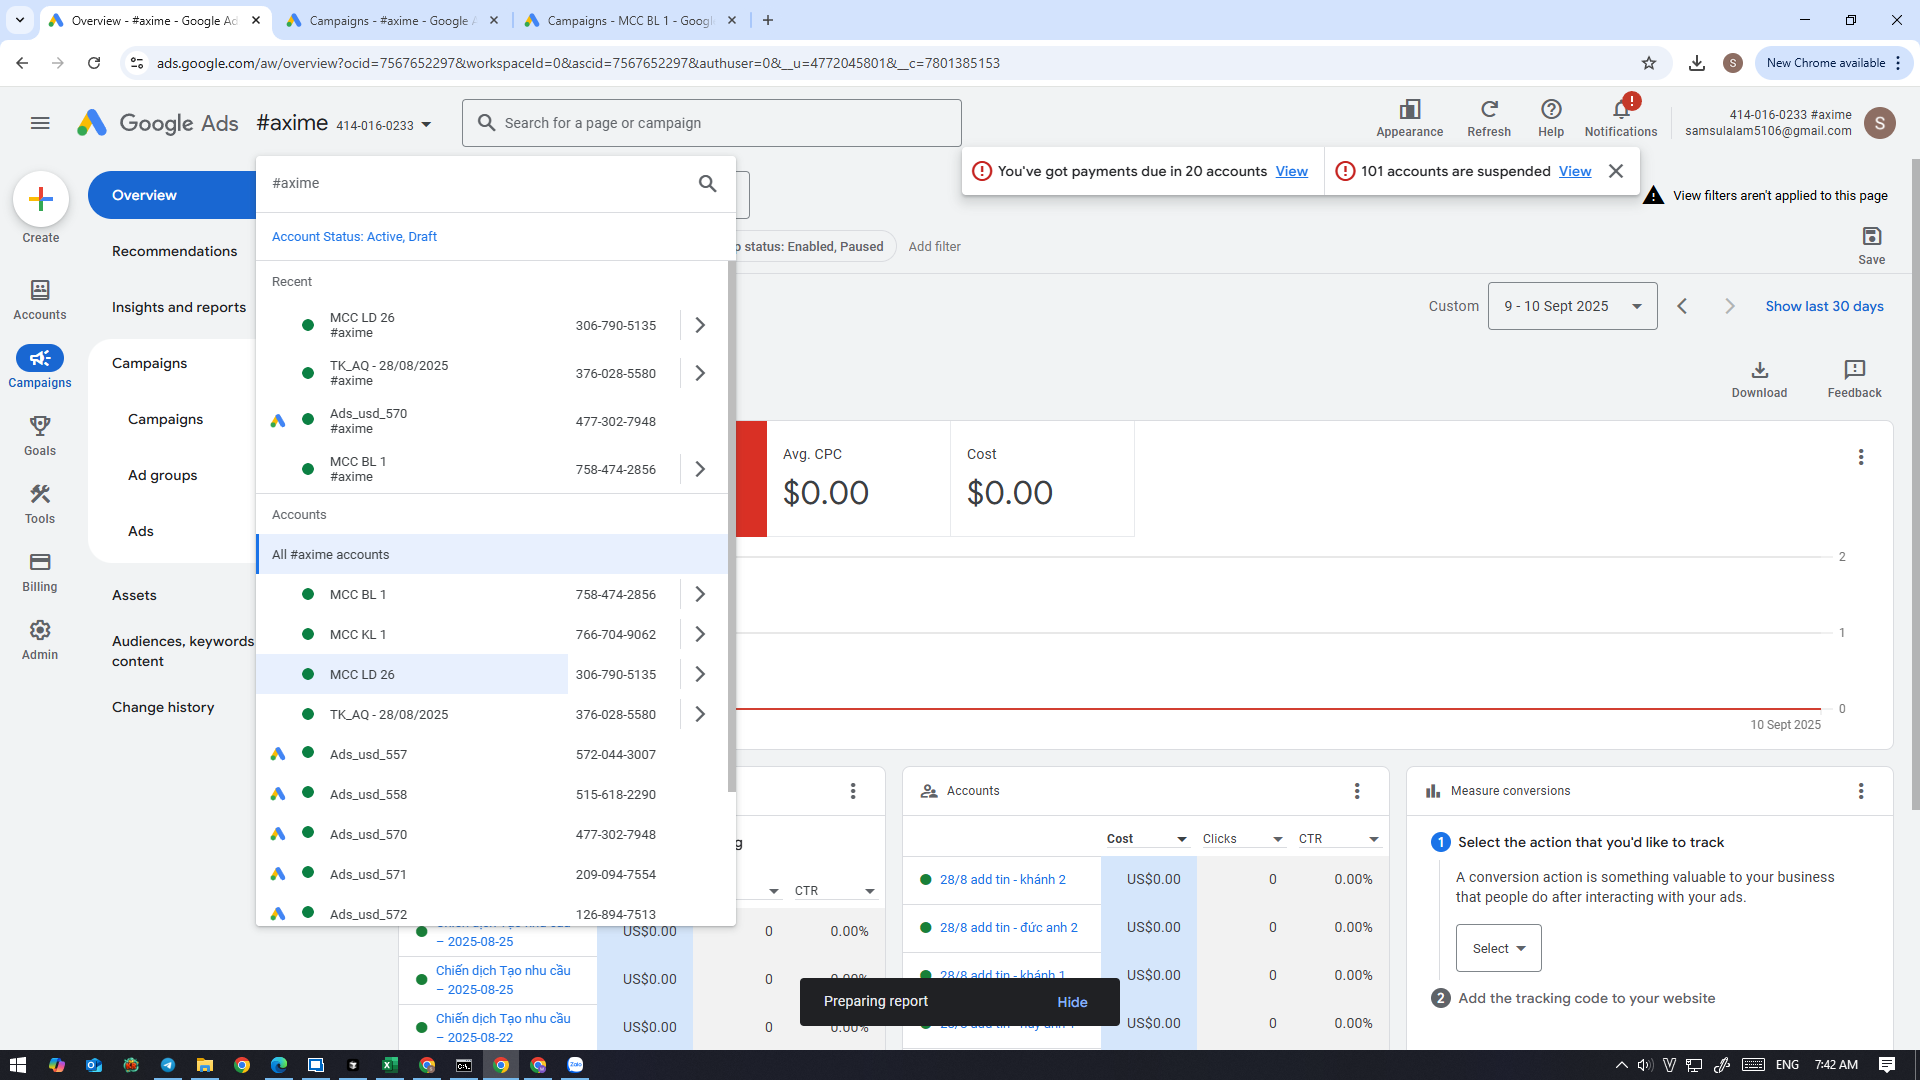 Overview - #axime - Google Ad
Campaigns - #axime - Google A
Campaigns - MCC BL 1 - Googl
ads.google.com/aw/overview?ocid=7567652297&workspaceId=0&ascid=7567652297&authuser=0&__u=4772045801&__c=7801385153
S
New Chrome available
Google Ads
#axime 414-016-0233
Search for a page or campaign
Appearance
Refresh
Help
Notifications
414-016-0233 #axime
samsulalam5106@gmail.com
S
You've got payments due in 20 accounts View
101 accounts are suspended View
View filters aren't applied to this page
Create
Accounts
Campaigns
Goals
Tools
Billing
Admin
Overview
Recommendations
Insights and reports
Campaigns
Campaigns
Ad groups
Ads
Assets
Audiences, keywords
content
Change history
#axime
Account Status: Active, Draft
Recent
MCC LD 26
#axime
306-790-5135
TK_AQ - 28/08/2025
#axime
376-028-5580
Ads_usd_570
#axime
477-302-7948
MCC BL 1
#axime
758-474-2856
Accounts
All #axime accounts
MCC BL 1 758-474-2856
MCC KL 1 766-704-9062
MCC LD 26 306-790-5135
TK_AQ - 28/08/2025 376-028-5580
Ads_usd_557 572-044-3007
Ads_usd_558 515-618-2290
Ads_usd_570 477-302-7948
Ads_usd_571 209-094-7554
Ads_usd_572 126-894-7513
status: Enabled, Paused
Add filter
Save
Custom
9 - 10 Sept 2025
Show last 30 days
Download
Feedback
Avg. CPC
$0.00
Cost
$0.00
2
1
0
10 Sept 2025
g
CTR
US$0.00 0 0.00%
– 2025-08-25
Chiến dịch Tạo nhu cầu
– 2025-08-25
US$0.00 0
Chiến dịch Tạo nhu cầu
– 2025-08-22
US$0.00 0 0.00%
Accounts
Cost Clicks CTR
28/8 add tin - khánh 2 US$0.00 0 0.00%
28/8 add tin - đức anh 2 US$0.00 0 0.00%
28/8 add tin - khánh 1 US$0.00 0 0.00%
US$0.00 0 0.00%
Preparing report
Hide
Measure conversions
1 Select the action that you'd like to track
A conversion action is something valuable to your business
that people do after interacting with your ads.
Select
2 Add the tracking code to your website
ENG
7:42 AM